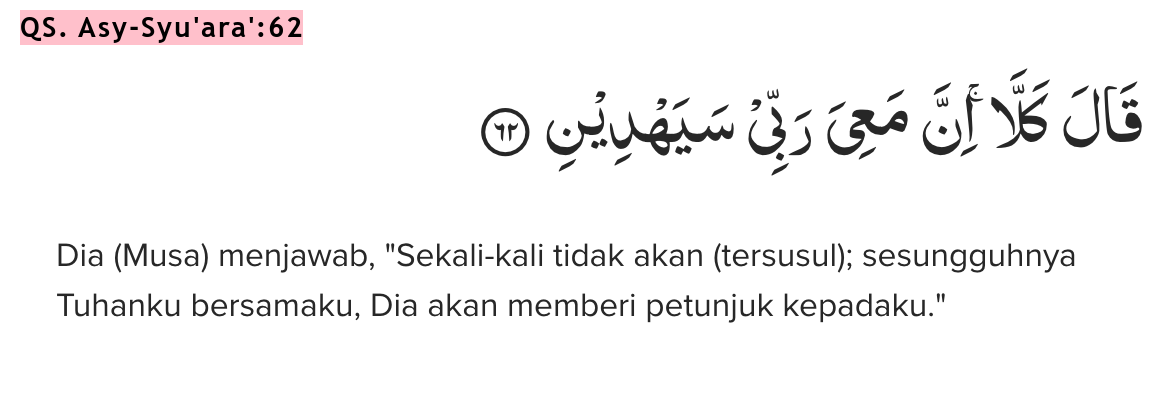 QS. Asy-Syu'ara':62
قَالَ كَلَّاۚ اِنَّ مَعِيَ رَبِّيْ سَيَهْدِيْنِ ٦٢
Dia (Musa) menjawab, "Sekali-kali tidak akan (tersusul); sesungguhnya
Tuhanku bersamaku, Dia akan memberi petunjuk kepadaku."